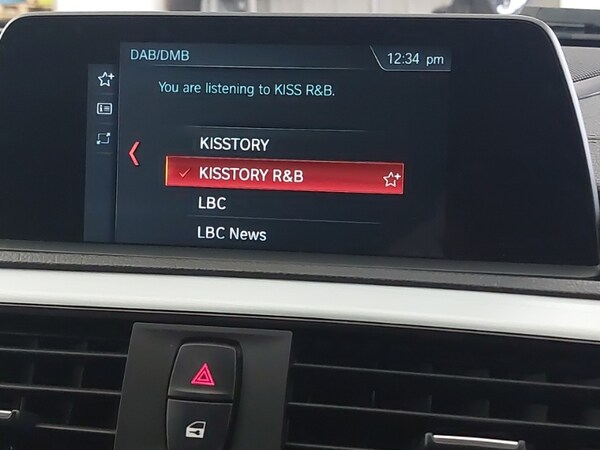 DAB/DMB
12:34 pm
You are listening to KISS R&B.
KISSTORY
KISSTORY R&B
LBC
LBC News